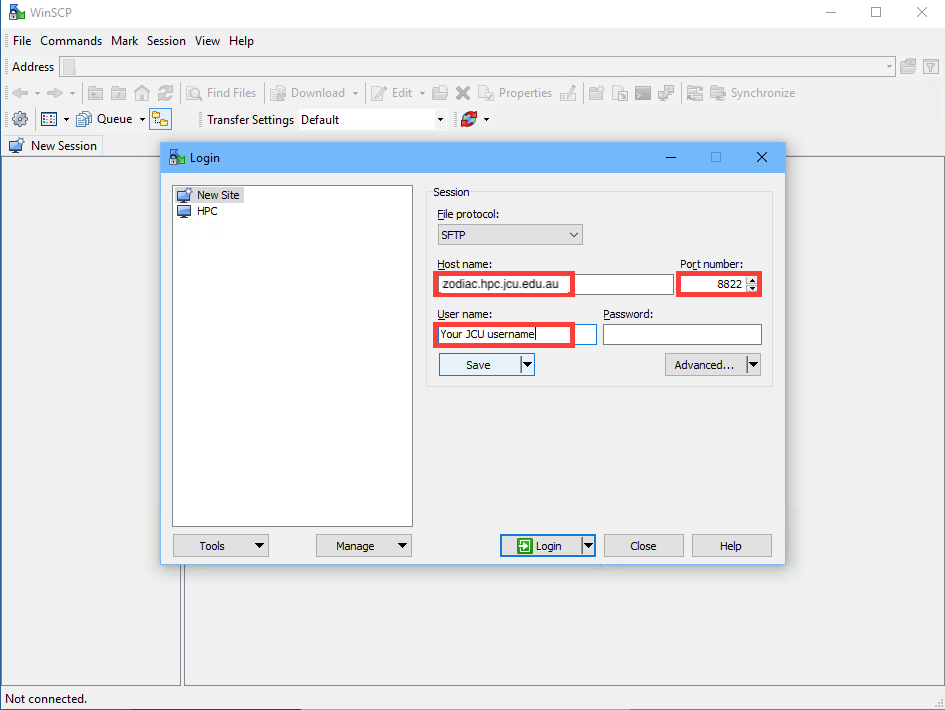 WinSCP
File Commands Mark Session View Help
Address
Find Files Download Edit Properties Synchronize
Queue Transfer Settings Default
New Session
Login
New Site
HPC
Session
File protocol:
SFTP
Host name: Port number:
zodiac.hpc.jcu.edu.au 8822
User name: Password:
Your JCU username
Save Advanced...
Tools Manage Login Close Help
Not connected.